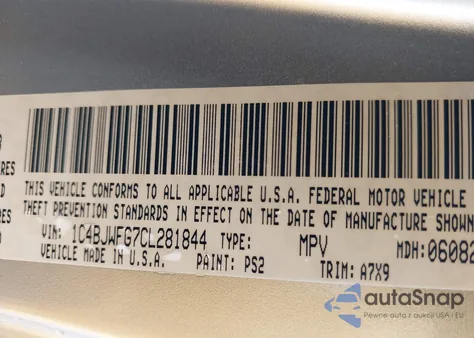 THIS VEHICLE CONFORMS TO ALL APPLICABLE U.S.A. FEDERAL MOTOR VEHICLE
THEFT PREVENTION STANDARDS IN EFFECT ON THE DATE OF MANUFACTURE SHOWN
VIN: 1C4BJWFG7CL281844 TYPE: MPV MDH: 06082
VEHICLE MADE IN U.S.A. PAINT: PS2 TRIM: A7X9
autoSnap
Pewne auta z aukcji USA i EU